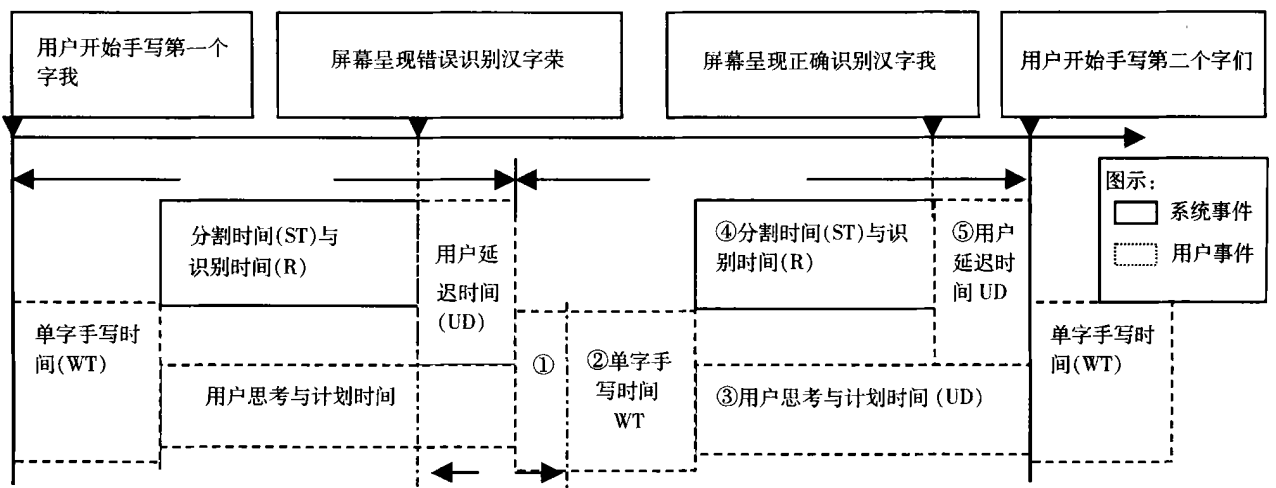 用户开始手写第一个
字我
屏幕呈现错误识别汉字荣
屏幕呈现正确识别汉字我
用户开始手写第二个字们
图示：
系统事件
用户事件
分割时间(ST)与
识别时间(R)
用户延
迟时间
(UD)
④分割时间(ST)与识
别时间(R)
⑤用户
延迟时
间 UD
单字手写时
间(WT)
用户思考与计划时间
①
②单字手
写时间
WT
③用户思考与计划时间 (UD)
单字手写时
间(WT)